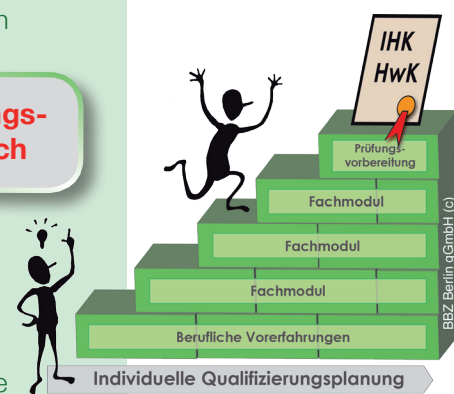 n
ngs-
ch
IHK
HwK
Prüfungs-
vorbereitung
Fachmodul
Fachmodul
Fachmodul
Berufliche Vorerfahrungen
Individuelle Qualifizierungsplanung
e
BBZ Berlin gGmbH (c)